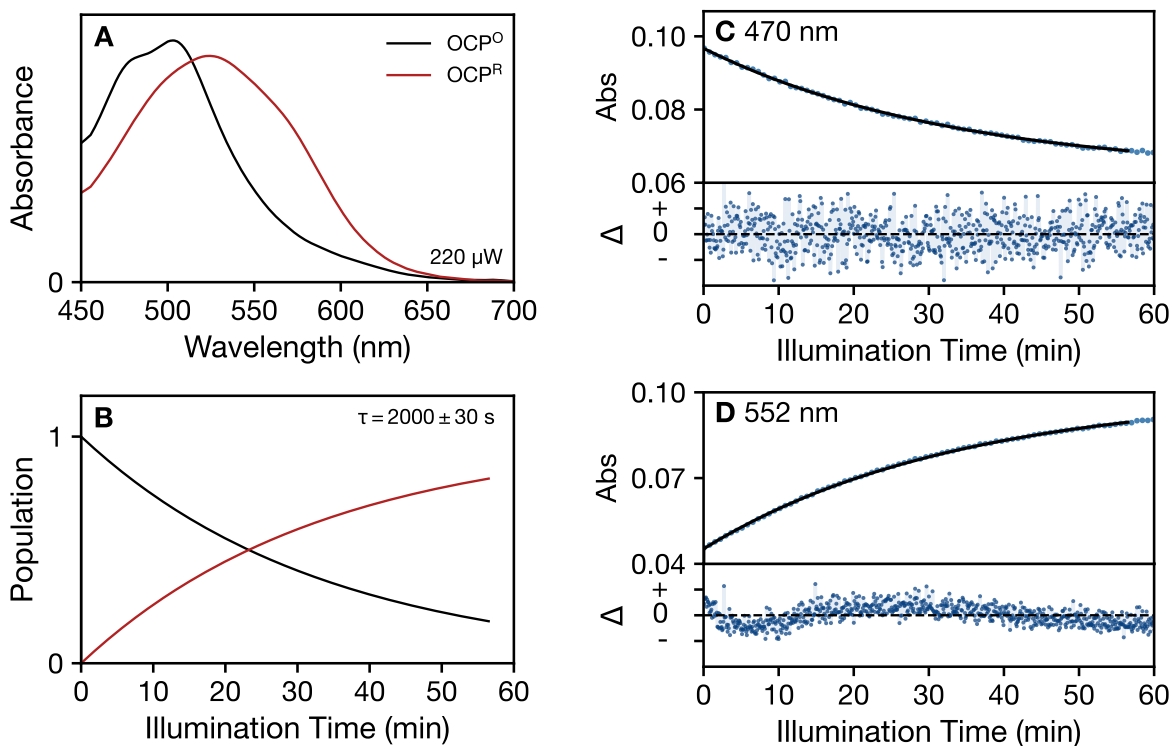 A
OCPᴼ
OCPᴿ
Absorbance
220 µW
0
450 500 550 600 650 700
Wavelength (nm)
B
τ = 2000 ± 30 s
1
0
Population
0 10 20 30 40 50 60
Illumination Time (min)
C 470 nm
0.10
0.08
0.06
Abs
+
0
-
Δ
0 10 20 30 40 50 60
Illumination Time (min)
D 552 nm
0.10
0.07
0.04
Abs
+
0
-
Δ
0 10 20 30 40 50 60
Illumination Time (min)